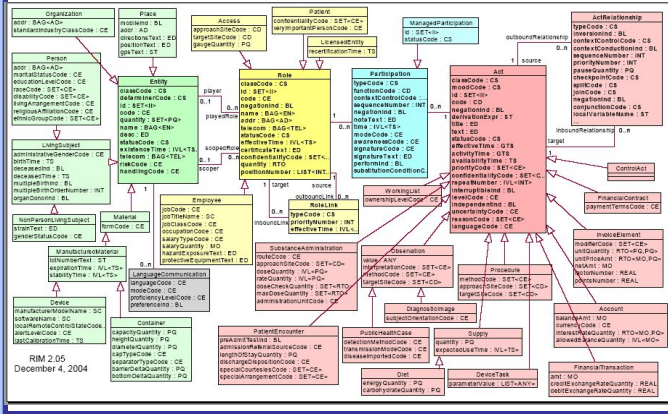 Organization
addr : BAG<AD>
standardIndustryClassCode : CE
Place
mobileInd : BL
addr : AD
directionsText : ED
positionText : ED
gpsText : ST
Access
approachSiteCode : CD
targetSiteCode : CD
gaugeQuantity : PQ
Patient
confidentialityCode : SET<CE>
veryImportantPersonCode : CE
LicensedEntity
recertificationTime : TS
ManagedParticipation
id : SET<II>
statusCode : CS
ActRelationship
typeCode : CS
inversionInd : BL
contextControlCode : CS
contextConductionInd : BL
sequenceNumber : INT
priorityNumber : INT
pauseQuantity : PQ
checkpointCode : CS
splitCode : CS
joinCode : CS
negationInd : BL
conjunctionCode : CS
localVariableName : ST
...
Person
addr : BAG<AD>
maritalStatusCode : CE
educationLevelCode : CE
raceCode : SET<CE>
disabilityCode : SET<CE>
livingArrangementCode : CE
religiousAffiliationCode : CE
ethnicGroupCode : SET<CE>
Entity
classCode : CS
determinerCode : CS
id : SET<II>
code : CE
quantity : SET<PQ>
name : BAG<EN>
desc : ED
statusCode : CS
existenceTime : IVL<TS>
telecom : BAG<TEL>
riskCode : CE
handlingCode : CE
player
0..1
0..n
playedRole
scopedRole
0..1
0..n
scoper
Role
classCode : CS
id : SET<II>
code : CE
negationInd : BL
name : BAG<EN>
addr : BAG<AD>
telecom : BAG<TEL>
statusCode : CS
effectiveTime : IVL<TS>
certificateText : ED
confidentialityCode : SET<...
quantity : RTO
positionNumber : LIST<INT...
1
0..n
Participation
typeCode : CS
functionCode : CD
contextControlCode : ...
sequenceNumber : INT
negationInd : BL
noteText : ED
time : IVL<TS>
modeCode : CE
awarenessCode : CE
signatureCode : CE
signatureText : ED
performInd : BL
substitutionConditionC...
0..n
1
Act
classCode : CS
moodCode : CS
id : SET<II>
code : CD
negationInd : BL
derivationExpr : ST
title : ED
text : ED
statusCode : CS
effectiveTime : GTS
activityTime : GTS
availabilityTime : TS
priorityCode : SET<CE>
confidentialityCode : SET<C...
repeatNumber : IVL<INT>
interruptibleInd : BL
levelCode : CE
independentInd : BL
uncertaintyCode : CE
reasonCode : SET<CE>
languageCode : CE
outboundRelationship
source
0..n
1
0..n
inboundRelationship
target
1
LivingSubject
administrativeGenderCode : CE
birthTime : TS
deceasedInd : BL
deceasedTime : TS
multipleBirthInd : BL
multipleBirthOrderNumber : INT
organDonorInd : BL
NonPersonLivingSubject
strainText : ED
genderStatusCode : CE
Material
formCode : CE
1
0..n
Employee
jobCode : CE
jobTitleName : SC
jobClassCode : CE
occupationCode : CE
salaryTypeCode : CE
salaryQuantity : MO
hazardExposureText : ED
protectiveEquipmentText : ED
target
1
source
1
outboundLink
0..n
0..n
inboundLink
RoleLink
typeCode : CS
priorityNumber : INT
effectiveTime : IVL<...
WorkingList
ownershipLevelCode : CE
ControlAct
FinancialContract
paymentTermsCode : CE
InvoiceElement
modifierCode : SET<CE>
unitQuantity : RTO<PQ,PQ>
unitPriceAmt : RTO<MO,PQ>
netAmt : MO
factorNumber : REAL
pointsNumber : REAL
ManufacturedMaterial
lotNumberText : ST
expirationTime : IVL<TS>
stabilityTime : IVL<TS>
LanguageCommunication
languageCode : CE
modeCode : CE
proficiencyLevelCode : CE
preferenceInd : BL
SubstanceAdministration
routeCode : CE
approachSiteCode : SET<CD>
doseQuantity : IVL<PQ>
rateQuantity : IVL<PQ>
doseCheckQuantity : SET<RTO>
maxDoseQuantity : SET<RTO>
administrationUnitCode : CE
Observation
value : ANY
interpretationCode : SET<CE>
methodCode : SET<CE>
targetSiteCode : SET<CD>
Procedure
methodCode : SET<CE>
approachSiteCode : SET<CD>
targetSiteCode : SET<CD>
Account
balanceAmt : MO
currencyCode : CE
interestRateQuantity : RTO<MO,PQ>
allowedBalanceQuantity : IVL<MO>
Device
manufacturerModelName : SC
softwareName : SC
localRemoteControlStateCode...
alertLevelCode : CE
lastCalibrationTime : TS
Container
capacityQuantity : PQ
heightQuantity : PQ
diameterQuantity : PQ
capTypeCode : CE
separatorTypeCode : CE
barrierDeltaQuantity : PQ
bottomDeltaQuantity : PQ
DiagnosticImage
subjectOrientationCode : CE
PatientEncounter
preAdmitTestInd : BL
admissionReferralSourceCode : CE
lengthOfStayQuantity : PQ
dischargeDispositionCode : CE
specialCourtesiesCode : SET<CE>
specialArrangementCode : SET<CE>
PublicHealthCase
detectionMethodCode : CE
transmissionModeCode : CE
diseaseImportedCode : CE
Supply
quantity : PQ
expectedUseTime : IVL<TS>
Diet
energyQuantity : PQ
carbohydrateQuantity : PQ
DeviceTask
parameterValue : LIST<ANY>
FinancialTransaction
amt : MO
creditExchangeRateQuantity : REAL
debitExchangeRateQuantity : REAL
RIM 2.05
December 4, 2004